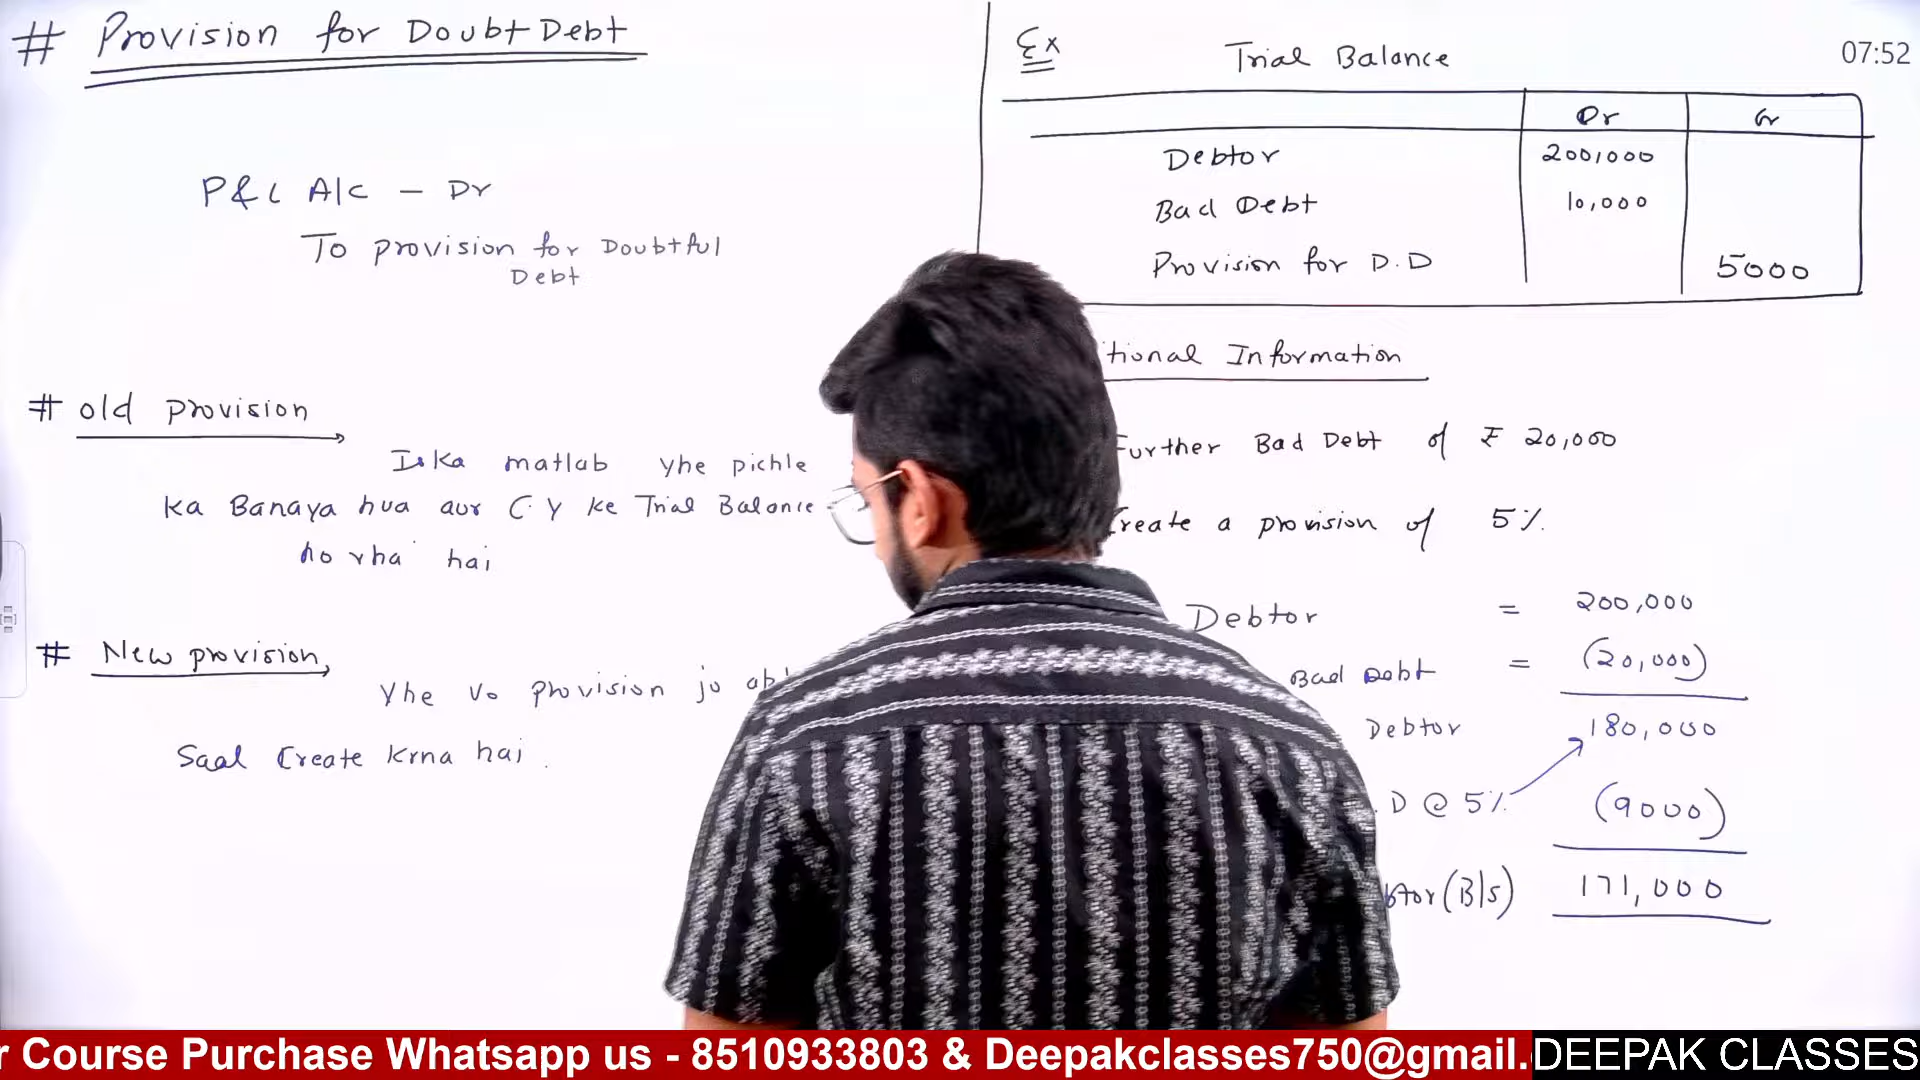 # Provision for Doubt Debt
P&L A/c - Dr
To provision for Doubtful
Debt
# old provision
Iska matlab yhe pichle
ka Banaya hua aur C.Y ke Trial Balance
ho rha hai
# New provision
Yhe vo provision jo
Saal Create krna hai.
Ex
Trial Balance
07:52
Dr Cr
Debtor 200,000
Bad Debt 10,000
Provision for D.D 5000
tional Information
Further Bad Debt of ₹ 20,000
Create a provision of 5%.
Debtor = 200,000
Bad Debt = (20,000)
Debtor 180,000
.D @ 5% (9000)
btor (B/s) 171,000
r Course Purchase Whatsapp us - 8510933803 & Deepakclasses750@gmail.
DEEPAK CLASSES